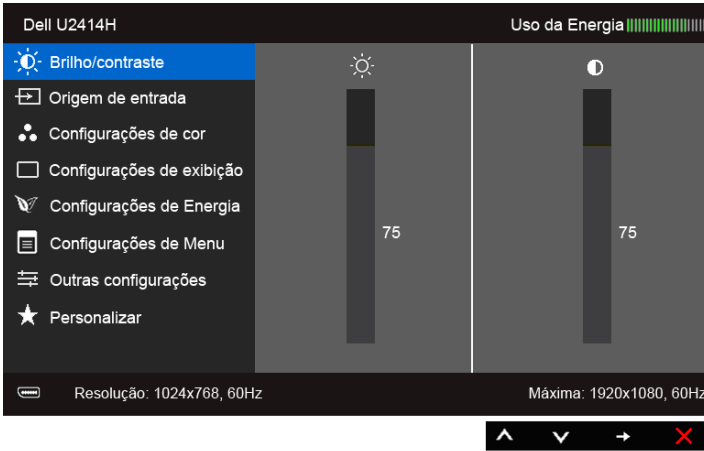 Dell U2414H Uso da Energia
Brilho/contraste
Origem de entrada
Configurações de cor
Configurações de exibição
Configurações de Energia
75 75
Configurações de Menu
Outras configurações
Personalizar
Resolução: 1024x768, 60Hz Máxima: 1920x1080, 60Hz